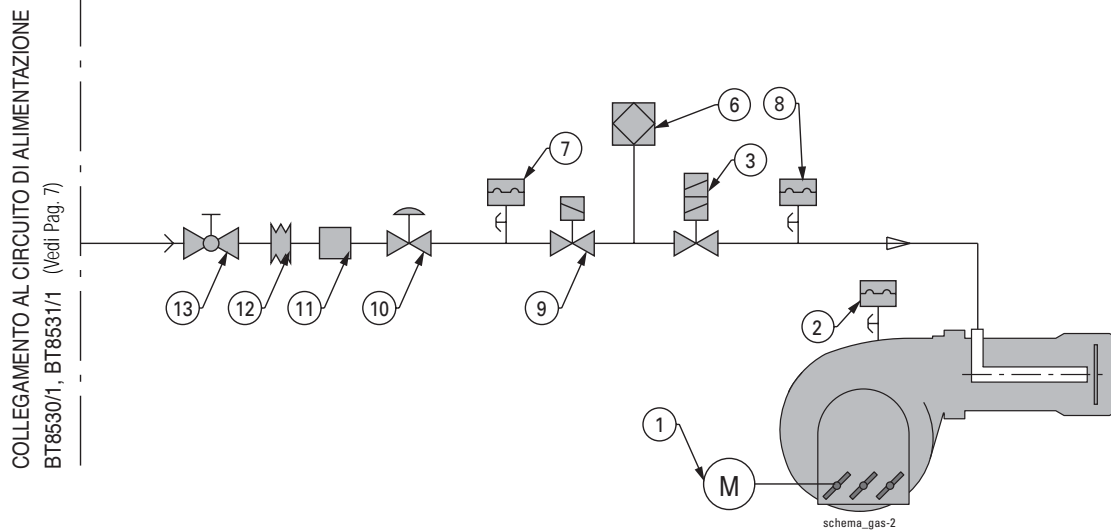 COLLEGAMENTO AL CIRCUITO DI ALIMENTAZIONE
BT8530/1, BT8531/1 (Vedi Pag. 7)
6
8
7
3
13
12
11
10
9
2
1
M
schema_gas-2